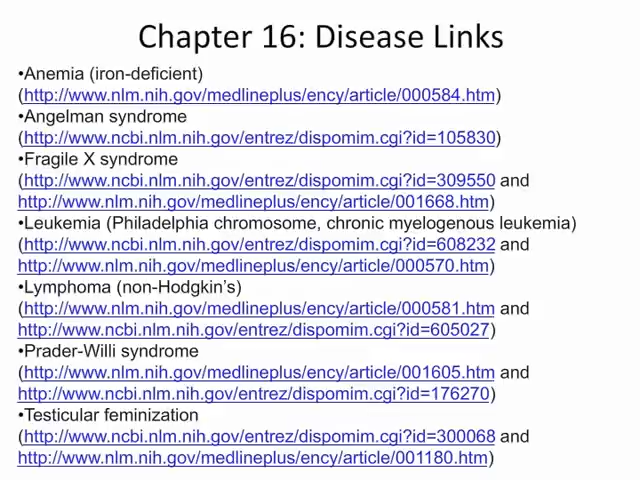 Chapter 16: Disease Links
•Anemia (iron-deficient)
(http://www.nlm.nih.gov/medlineplus/ency/article/000584.htm)
•Angelman syndrome
(http://www.ncbi.nlm.nih.gov/entrez/dispomim.cgi?id=105830)
•Fragile X syndrome
(http://www.ncbi.nlm.nih.gov/entrez/dispomim.cgi?id=309550 and
http://www.nlm.nih.gov/medlineplus/ency/article/001668.htm)
•Leukemia (Philadelphia chromosome, chronic myelogenous leukemia)
(http://www.ncbi.nlm.nih.gov/entrez/dispomim.cgi?id=608232 and
http://www.nlm.nih.gov/medlineplus/ency/article/000570.htm)
•Lymphoma (non-Hodgkin’s)
(http://www.nlm.nih.gov/medlineplus/ency/article/000581.htm and
http://www.ncbi.nlm.nih.gov/entrez/dispomim.cgi?id=605027)
•Prader-Willi syndrome
(http://www.nlm.nih.gov/medlineplus/ency/article/001605.htm and
http://www.ncbi.nlm.nih.gov/entrez/dispomim.cgi?id=176270)
•Testicular feminization
(http://www.ncbi.nlm.nih.gov/entrez/dispomim.cgi?id=300068 and
http://www.nlm.nih.gov/medlineplus/ency/article/001180.htm)